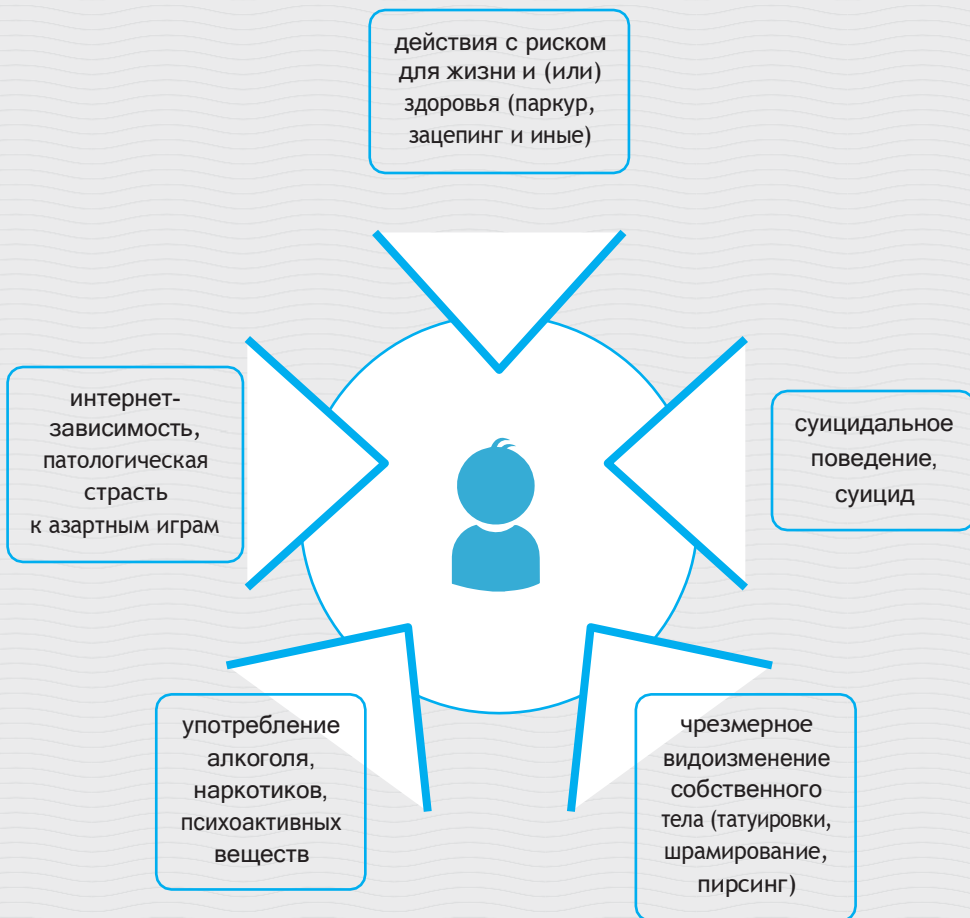 действия с риском
для жизни и (или)
здоровья (паркур,
зацепинг и иные)
интернет-
зависимость,
патологическая
страсть
к азартным играм
суицидальное
поведение,
суицид
употребление
алкоголя,
наркотиков,
психоактивных
веществ
чрезмерное
видоизменение
собственного
тела (татуировки,
шрамирование,
пирсинг)